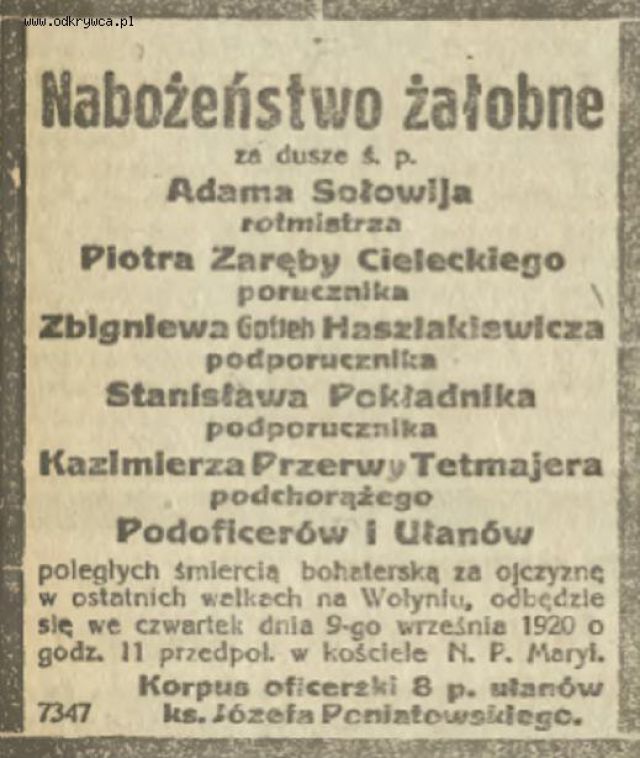 www.odkrywca.pl
Nabożeństwo żałobne
za dusze ś. p.
Adama Sołowija
rotmistrza
Piotra Zaręby Cieleckiego
porucznika
Zbigniewa Gotleb Haszlakiewicza
podporucznika
Stanisława Pokładnika
podporucznika
Kazimierza Przerwy Tetmajera
podchorążego
Podoficerów i Ułanów
poległych śmiercią bohaterską za ojczyznę
w ostatnich walkach na Wołyniu, odbędzie
się we czwartek dnia 9-go września 1920 o
godz. 11 przedpoł. w kościele N. P. Maryi.
Korpus oficerski 8 p. ułanów
7347 ks. Józefa Poniatowskiego.